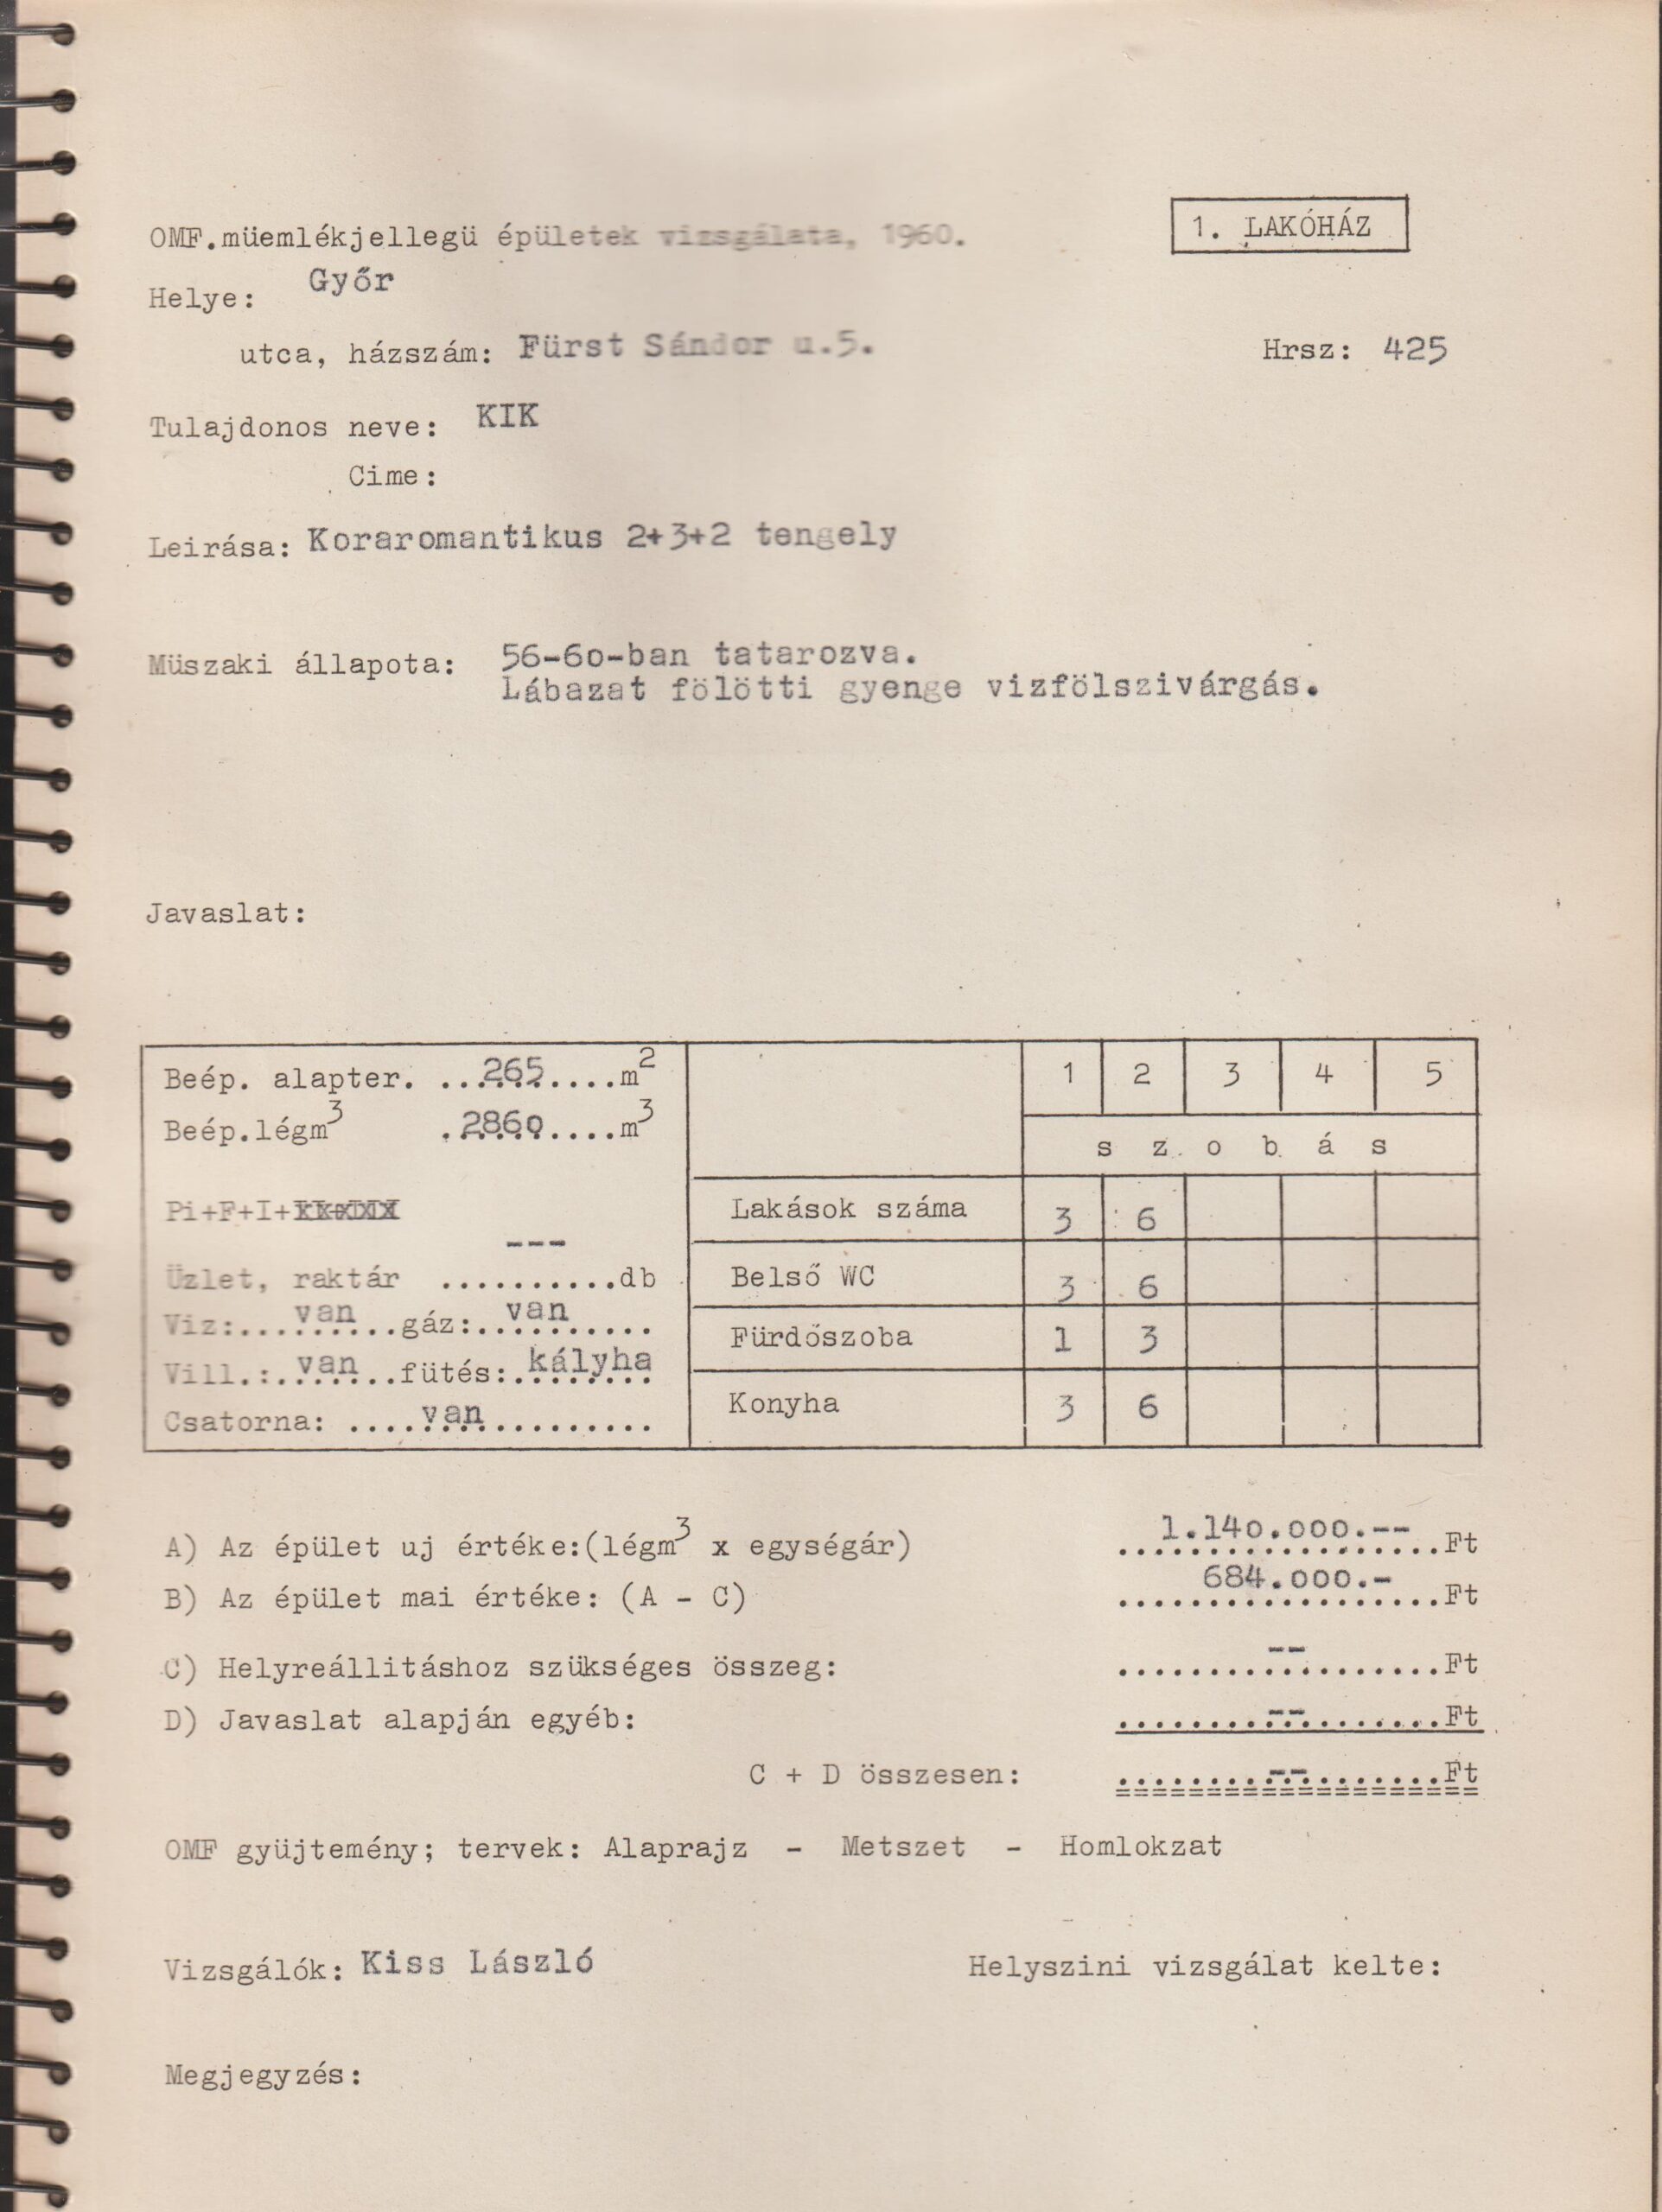 OMF.müemlékjellegü épületek vizsgálata, 1960.
1. LAKÓHÁZ
Helye: Győr
utca, házszám: Fürst Sándor u.5.
Hrsz: 425
Tulajdonos neve: KIK
Cime:
Leirása: Koraromantikus 2+3+2 tengely
Müszaki állapota: 56-60-ban tatarozva.
Lábazat fölötti gyenge vizfölszivárgás.
Javaslat:
Beép. alapter. ...265.....m2
Beép.légm3 .2860....m3
Pi+F+I+
Üzlet, raktár ...---...db
Viz:...van...gáz:...van...
Vill.:..van..fütés:.kályha
Csatorna: ....van.........
1 2 3 4 5
s z o b á s
Lakások száma 3 6
Belső WC 3 6
Fürdőszoba 1 3
Konyha 3 6
A) Az épület uj értéke:(légm3 x egységár) 1.140.000.-- Ft
B) Az épület mai értéke: (A - C) 684.000.- Ft
C) Helyreállitáshoz szükséges összeg: -- Ft
D) Javaslat alapján egyéb: -- Ft
C + D összesen: -- Ft
OMF gyüjtemény; tervek: Alaprajz - Metszet - Homlokzat
Vizsgálók: Kiss László
Helyszini vizsgálat kelte:
Megjegyzés: